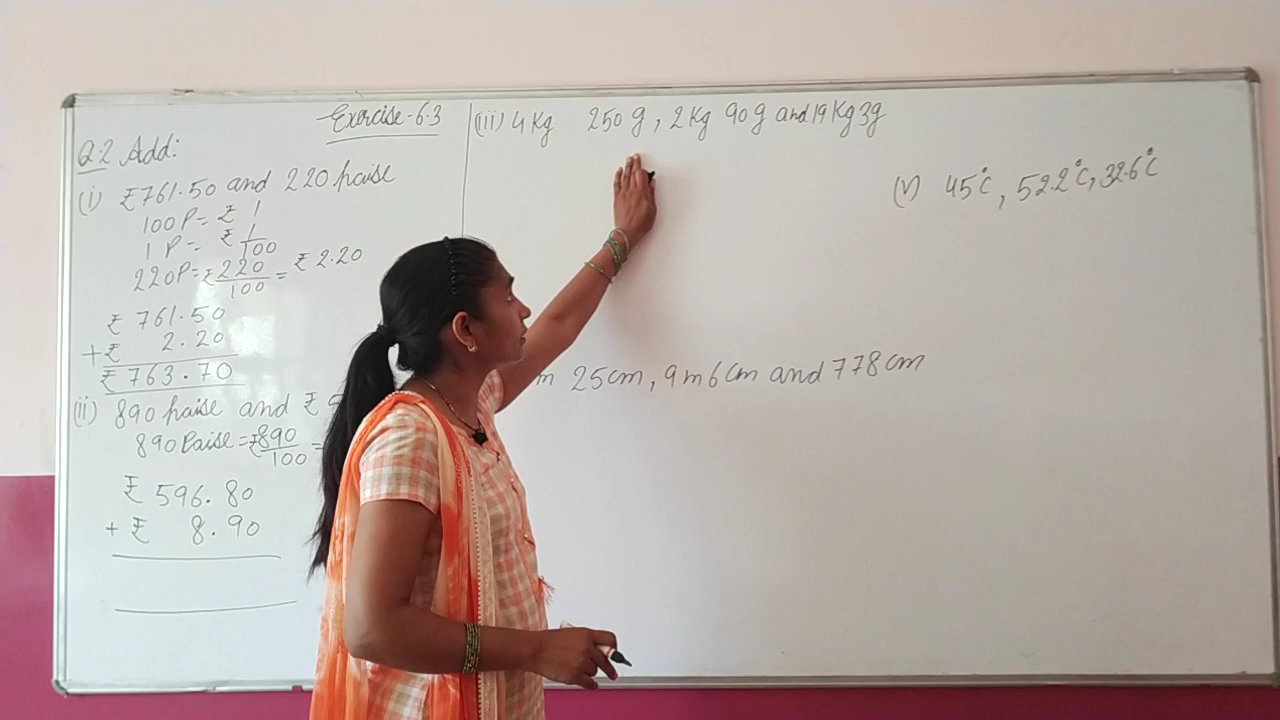 Exercise-6.3
Q.2 Add:
(i) ₹761.50 and 220 paise
100 P = ₹ 1
1 P = ₹ 1/100
220P = ₹ 220/100 = ₹ 2.20
₹ 761.50
+ ₹ 2.20
₹ 763.70
(ii) 890 paise and ₹
890 Paise = ₹ 890/100 =
₹ 596.80
+ ₹ 8.90
(iii) 4 Kg 250 g, 2 Kg 90 g and 19 Kg 3g
m 25 cm, 9 m 6 cm and 778 cm
(v) 45°C, 52.2°C, 32.6°C